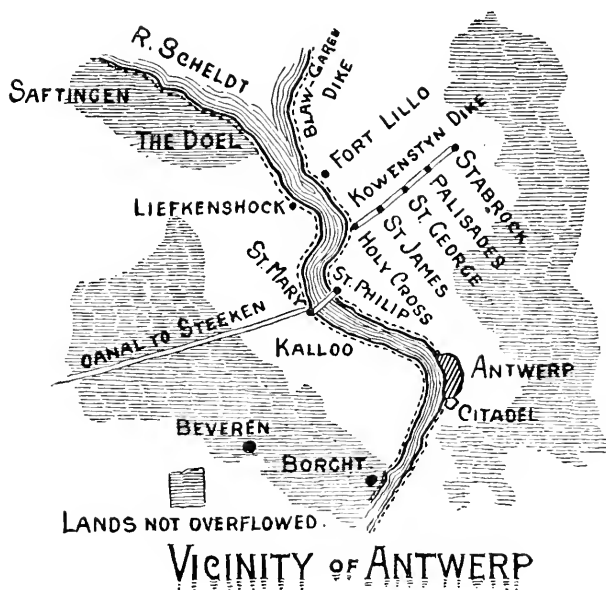 R. SCHELDT
BLAW-GAREN
DIKE
SAFTINGEN
THE DOEL
FORT LILLO
KOWENSTYN DIKE
LIEFKENSHOCK
STABROCK
PALISADES
ST. GEORGE
ST. JAMES
HOLY CROSS
ST. MARY
ST. PHILIP
CANAL TO STEEKEN
KALLOO
ANTWERP
CITADEL
BEVEREN
BORGHT
LANDS NOT OVERFLOWED.
VICINITY OF ANTWERP